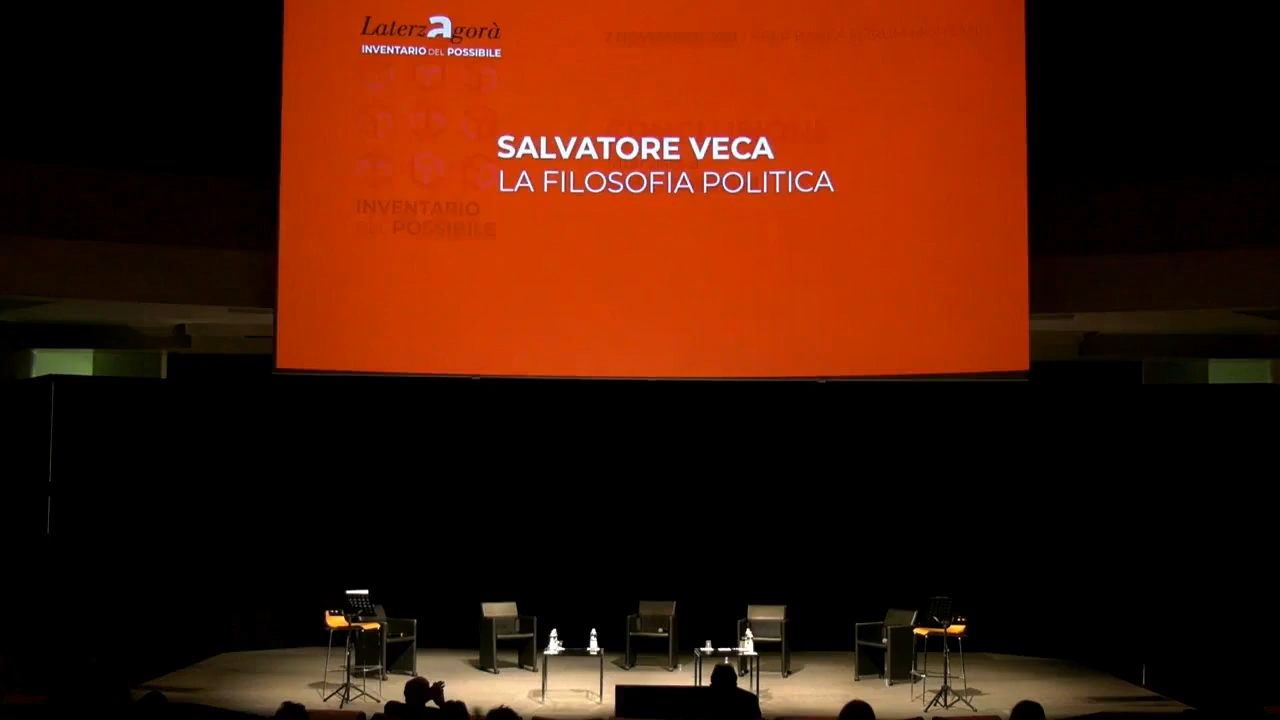 LaterzAgorà
INVENTARIO DEL POSSIBILE
SALVATORE VECA
LA FILOSOFIA POLITICA
INVENTARIO
DEL POSSIBILE